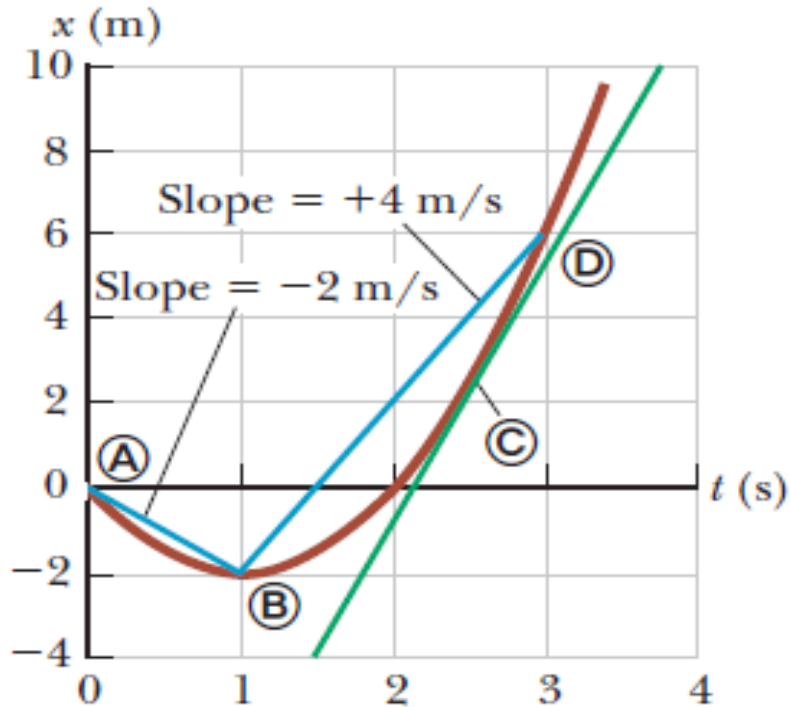 x (m)
10
8
Slope = +4 m/s
6
D
Slope = −2 m/s
4
2
C
A
0
t (s)
−2
B
−4
0 1 2 3 4